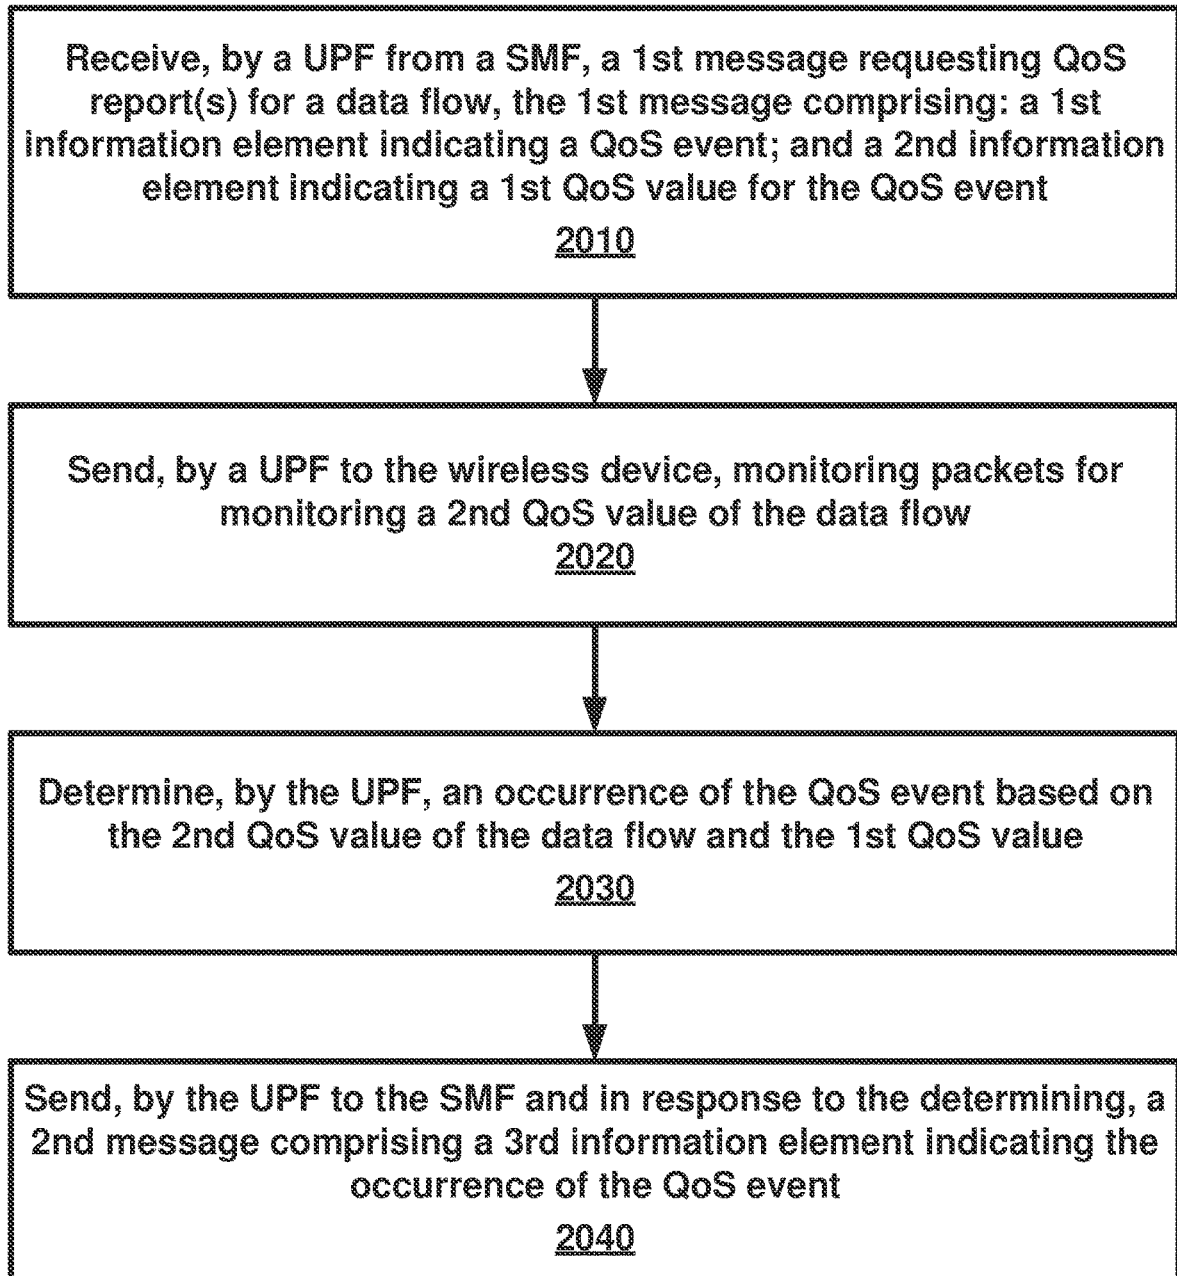 Receive, by a UPF from a SMF, a 1st message requesting QoS
report(s) for a data flow, the 1st message comprising: a 1st
information element indicating a QoS event; and a 2nd information
element indicating a 1st QoS value for the QoS event
2010
Send, by a UPF to the wireless device, monitoring packets for
monitoring a 2nd QoS value of the data flow
2020
Determine, by the UPF, an occurrence of the QoS event based on
the 2nd QoS value of the data flow and the 1st QoS value
2030
Send, by the UPF to the SMF and in response to the determining, a
2nd message comprising a 3rd information element indicating the
occurrence of the QoS event
2040